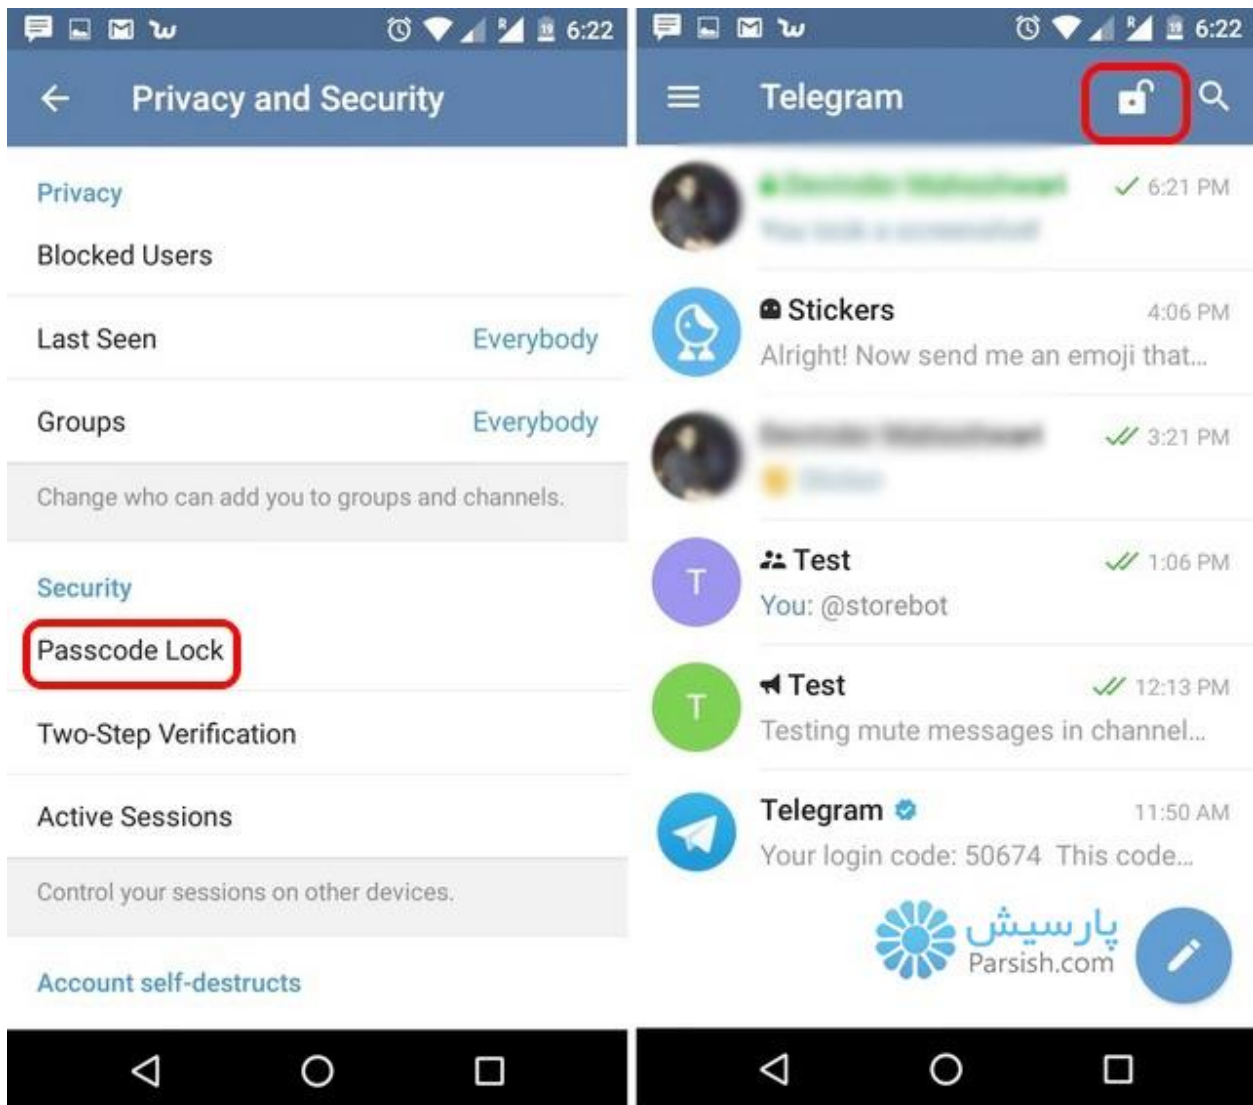 6:22
Privacy and Security
Privacy
Blocked Users
Last Seen Everybody
Groups Everybody
Change who can add you to groups and channels.
Security
Passcode Lock
Two-Step Verification
Active Sessions
Control your sessions on other devices.
Account self-destructs
6:22
Telegram
6:21 PM
Stickers 4:06 PM
Alright! Now send me an emoji that...
3:21 PM
T
Test 1:06 PM
You: @storebot
T
Test 12:13 PM
Testing mute messages in channel...
Telegram 11:50 AM
Your login code: 50674 This code...
پارسیش
Parsish.com